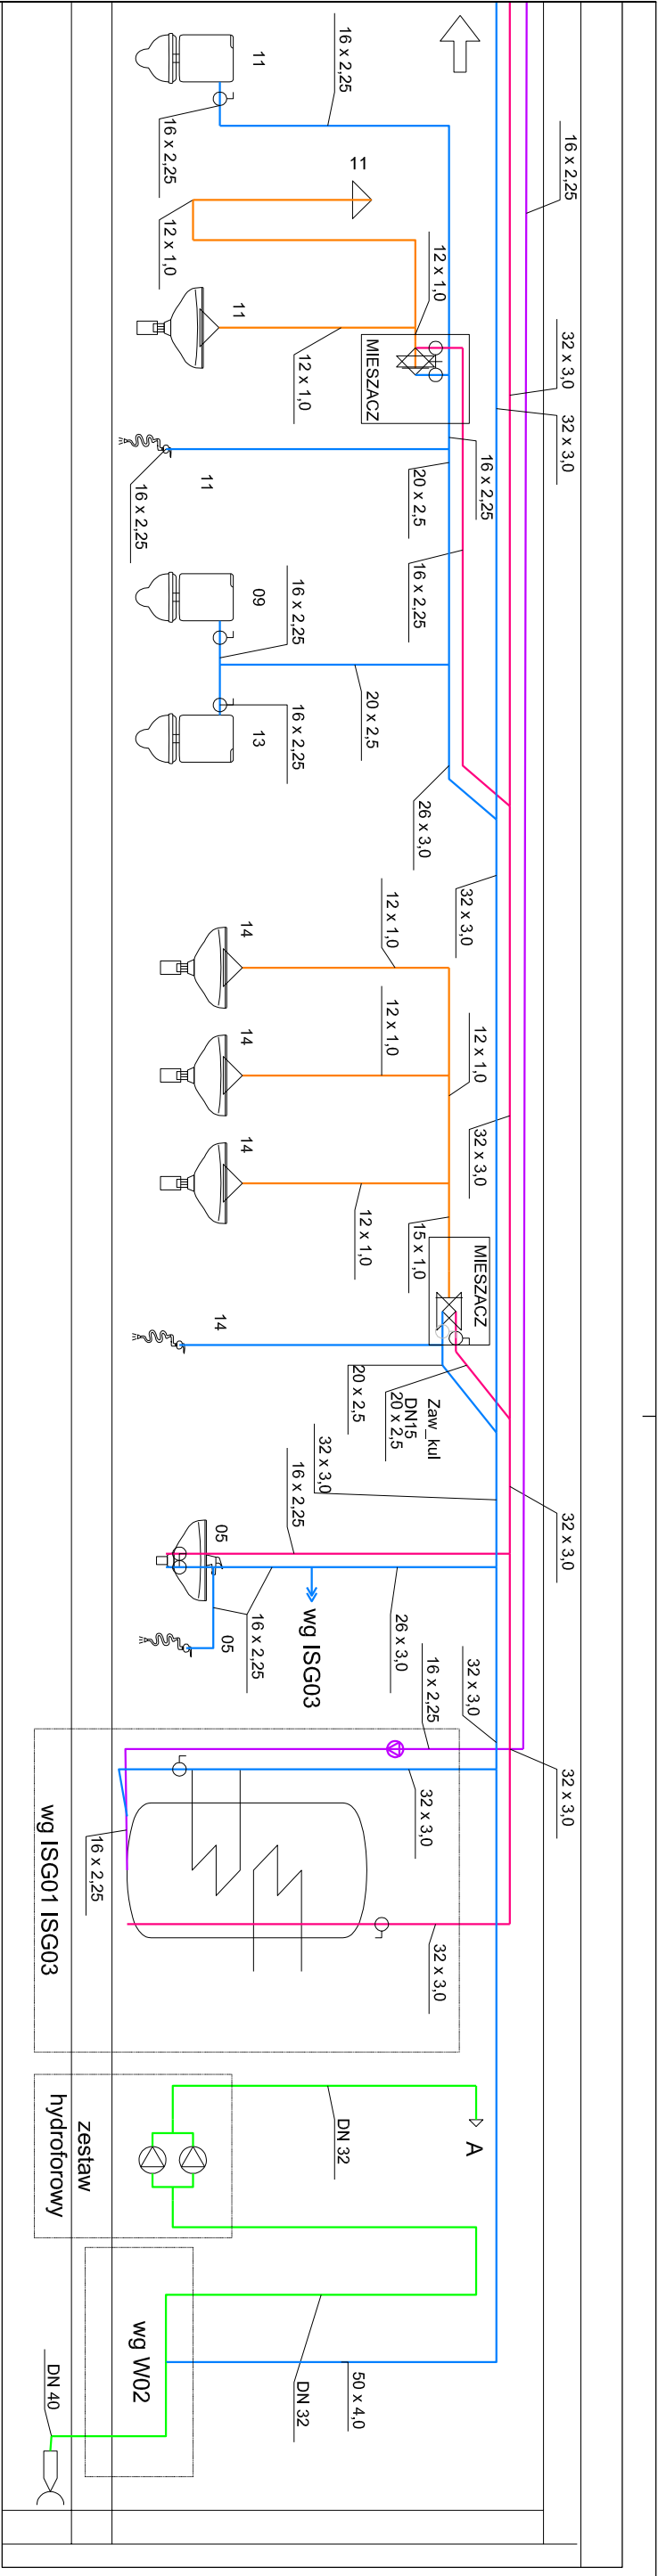 11
16 x 2,25
16 x 2,25
16 x 2,25
11
12 x 1,0
12 x 1,0
11
12 x 1,0
MIESZACZ
32 x 3,0
32 x 3,0
16 x 2,25
20 x 2,5
11
16 x 2,25
16 x 2,25
09
16 x 2,25
20 x 2,5
13
16 x 2,25
26 x 3,0
32 x 3,0
14
12 x 1,0
14
12 x 1,0
12 x 1,0
32 x 3,0
14
12 x 1,0
15 x 1,0
MIESZACZ
14
20 x 2,5
Zaw_kul
DN15
20 x 2,5
32 x 3,0
16 x 2,25
32 x 3,0
05
wg ISG03
26 x 3,0
05
16 x 2,25
16 x 2,25
32 x 3,0
32 x 3,0
32 x 3,0
16 x 2,25
wg ISG01 ISG03
32 x 3,0
A
DN 32
zestaw
hydroforowy
wg W02
DN 32
50 x 4,0
DN 40